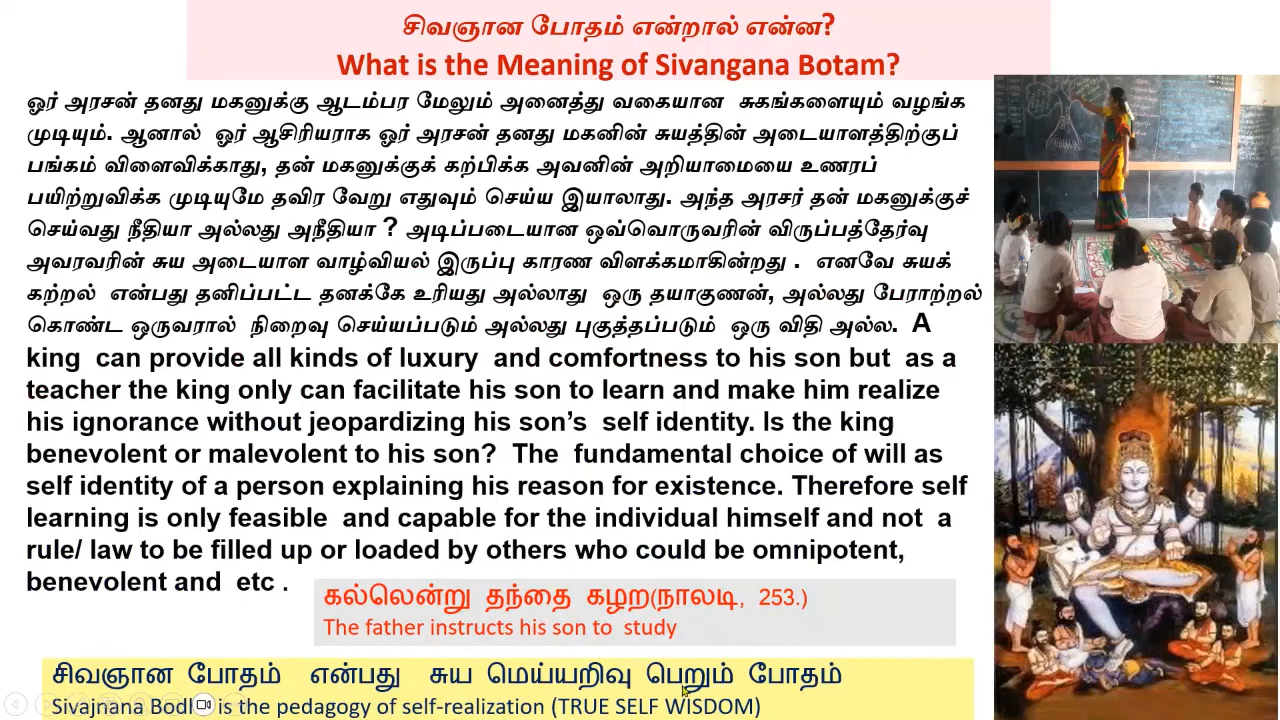 சிவஞான போதம் என்றால் என்ன?
What is the Meaning of Sivangana Botam?
ஓர் அரசன் தனது மகனுக்கு ஆடம்பர மேலும் அனைத்து வகையான சுகங்களையும் வழங்க
முடியும். ஆனால் ஓர் ஆசிரியராக ஓர் அரசன் தனது மகனின் சுயத்தின் அடையாளத்திற்குப்
பங்கம் விளைவிக்காது, தன் மகனுக்குக் கற்பிக்க அவனின் அறியாமையை உணரப்
பயிற்றுவிக்க முடியுமே தவிர வேறு எதுவும் செய்ய இயலாது. அந்த அரசர் தன் மகனுக்குச்
செய்வது நீதியா அல்லது அநீதியா ? அடிப்படையான ஒவ்வொருவரின் விருப்பத்தேர்வு
அவரவரின் சுய அடையாள வாழ்வியல் இருப்பு காரண விளக்கமாகின்றது . எனவே சுயக்
கற்றல் என்பது தனிப்பட்ட தனக்கே உரியது அல்லாது ஒரு தயாகுணன், அல்லது பேராற்றல்
கொண்ட ஒருவரால் நிறைவு செய்யப்படும் அல்லது புகுத்தப்படும் ஒரு விதி அல்ல. A
king can provide all kinds of luxury and comfortness to his son but as a
teacher the king only can facilitate his son to learn and make him realize
his ignorance without jeopardizing his son’s self identity. Is the king
benevolent or malevolent to his son? The fundamental choice of will as
self identity of a person explaining his reason for existence. Therefore self
learning is only feasible and capable for the individual himself and not a
rule/ law to be filled up or loaded by others who could be omnipotent,
benevolent and etc .
கல்லென்று தந்தை கழற(நாலடி, 253.)
The father instructs his son to study
சிவஞான போதம் என்பது சுய மெய்யறிவு பெறும் போதம்
Sivajnana is the pedagogy of self-realization (TRUE SELF WISDOM)